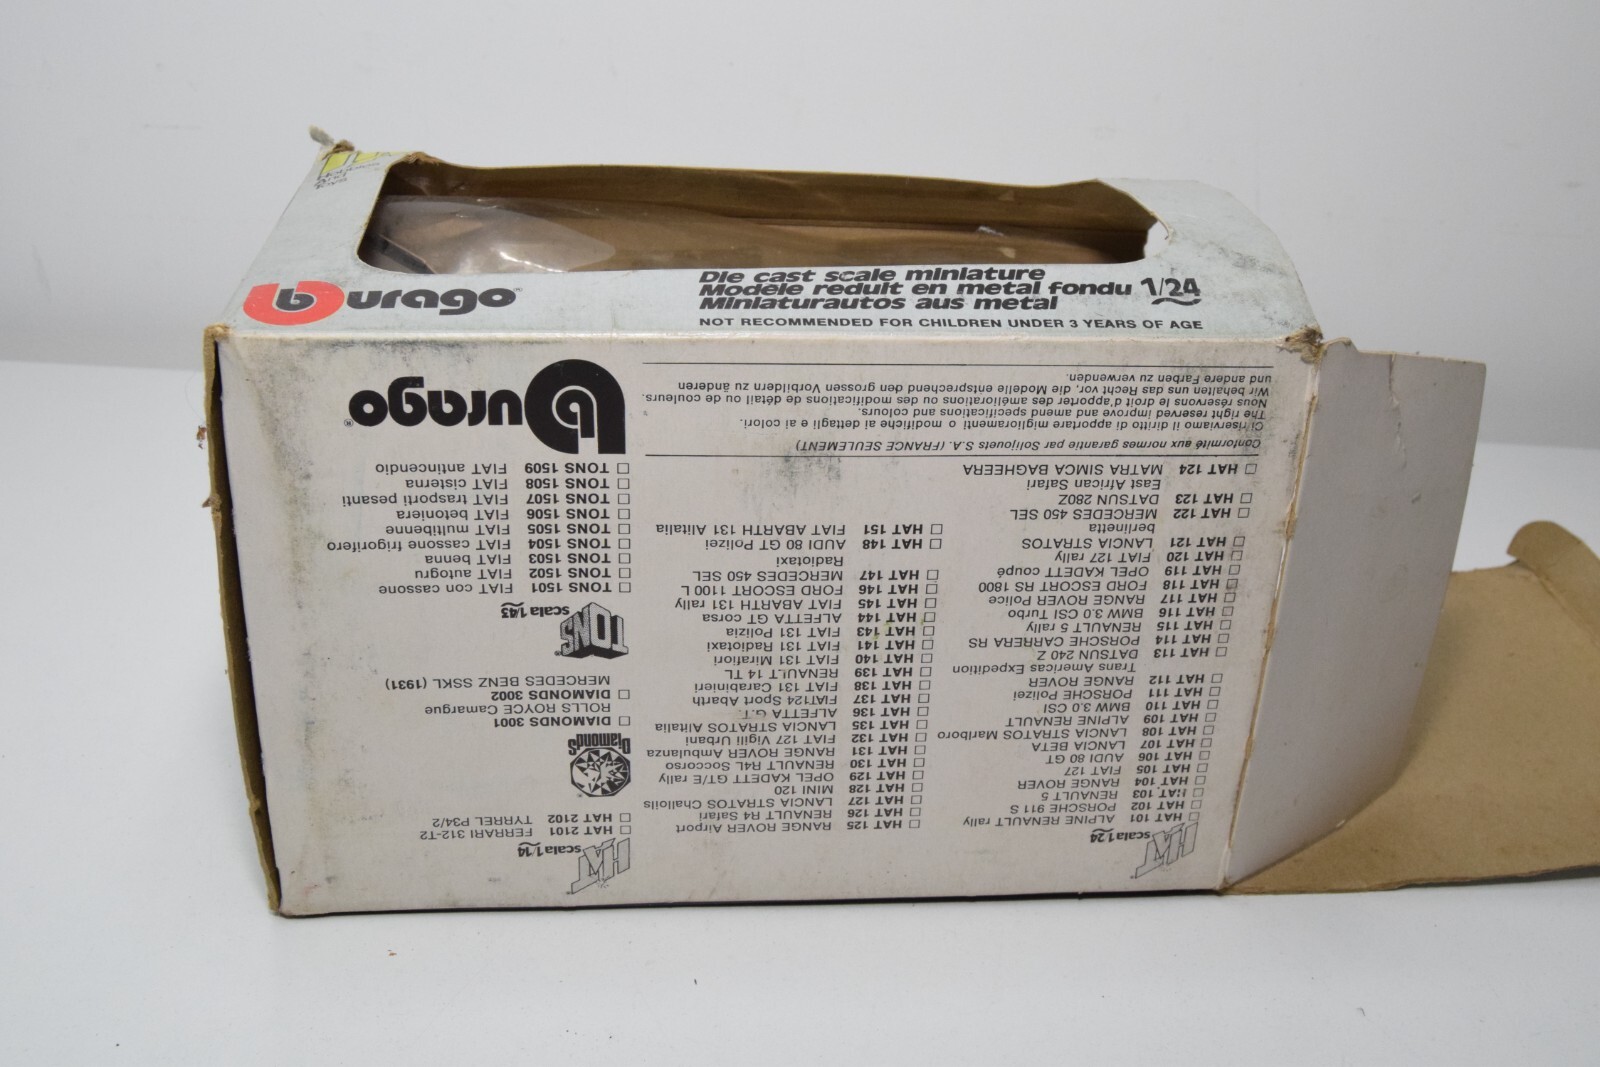 burago
Die cast scale miniature
Modele reduit en metal fondu 1/24
Miniaturautos aus metal
NOT RECOMMENDED FOR CHILDREN UNDER 3 YEARS OF AGE
HAT scala 1/24
HAT 101 ALPINE RENAULT rally
HAT 102 PORSCHE 911 S
HAT 103 RENAULT 5
HAT 104 RANGE ROVER
HAT 105 FIAT 127
HAT 106 AUDI 80 GT
HAT 107 LANCIA BETA
HAT 108 LANCIA STRATOS Marlboro
HAT 109 ALPINE RENAULT
HAT 110 BMW 3.0 CSI
HAT 111 PORSCHE Polizei
HAT 112 RANGE ROVER
Trans Americas Expedition
HAT 113 DATSUN 240 Z
HAT 114 PORSCHE CARRERA RS
HAT 115 RENAULT 5 rally
HAT 116 BMW 3.0 CSI Turbo
HAT 117 RANGE ROVER Police
HAT 118 FORD ESCORT RS 1800
HAT 119 OPEL KADETT coupé
HAT 120 FIAT 127 rally
HAT 121 LANCIA STRATOS
berlinetta
HAT 122 MERCEDES 450 SEL
HAT 123 DATSUN 280Z
East African Safari
HAT 124 MATRA SIMCA BAGHEERA
HAT 125 RANGE ROVER Airport
HAT 126 RENAULT R4 Safari
HAT 127 LANCIA STRATOS Challoils
HAT 128 MINI 120
HAT 129 OPEL KADETT GT/E rally
HAT 130 RENAULT R4L Soccorso
HAT 131 RANGE ROVER Ambulanza
HAT 132 FIAT 127 Vigili Urbani
HAT 135 LANCIA STRATOS Alitalia
HAT 136 ALFETTA G.T.
HAT 137 FIAT124 Sport Abarth
HAT 138 FIAT 131 Carabinieri
HAT 139 RENAULT 14 TL
HAT 140 FIAT 131 Mirafiori
HAT 141 FIAT 131 Radiotaxi
HAT 143 FIAT 131 Polizia
HAT 144 ALFETTA GT corsa
HAT 145 FIAT ABARTH 131 rally
HAT 146 FORD ESCORT 1100 L
HAT 147 MERCEDES 450 SEL
Radiotaxi
HAT 148 AUDI 80 GT Polizei
HAT 151 FIAT ABARTH 131 Alitalia
HAT scala 1/14
HAT 2101 FERRARI 312-T2
HAT 2102 TYRREL P34/2
Diamonds
DIAMONDS 3001
ROLLS ROYCE Camargue
DIAMONDS 3002
MERCEDES BENZ SSKL (1931)
TONS scala 1/43
TONS 1501 FIAT con cassone
TONS 1502 FIAT autogru
TONS 1503 FIAT benna
TONS 1504 FIAT cassone frigorifero
TONS 1505 FIAT multibenne
TONS 1506 FIAT betoniera
TONS 1507 FIAT trasporti pesanti
TONS 1508 FIAT cisterna
TONS 1509 FIAT antincendio
Conformité aux normes garantie par Solijouets S.A. (FRANCE SEULEMENT)
Ci riserviamo il diritto di apportare miglioramenti o modifiche ai dettagli e ai colori.
The right reserved improve and amend specifications and colours.
Nous réservons le droit d'apporter des améliorations ou des modifications de détail ou de couleurs.
Wir behalten uns das Recht vor, die Modelle entsprechend den grossen Vorbildern zu änderen
und andere Farben zu verwenden.
burago